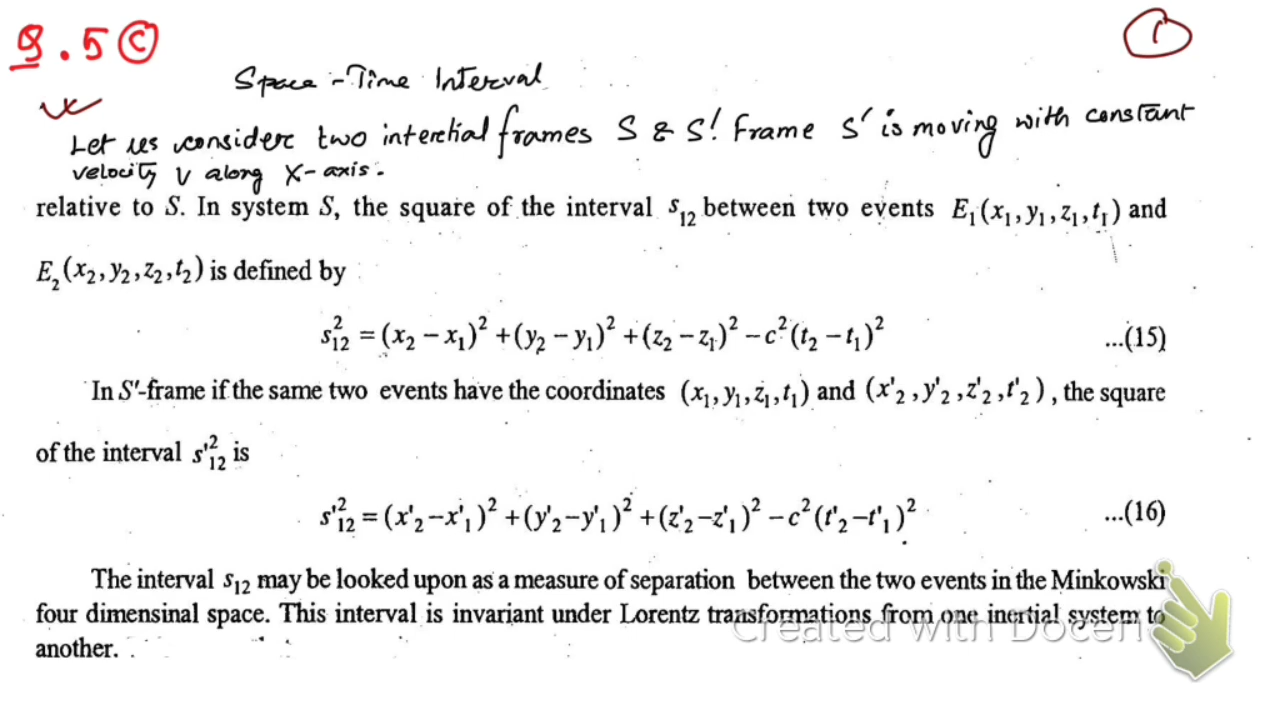 Q.5 (C)
1
Space-Time Interval
Let us consider two interctial frames S & S'. Frame S' is moving with constant
velocity V along X-axis.
relative to S. In system S, the square of the interval s₁₂ between two events E₁(x₁, y₁, z₁, t₁) and
E₂(x₂, y₂, z₂, t₂) is defined by
s²₁₂ = (x₂ − x₁)² + (y₂ − y₁)² + (z₂ − z₁)² − c²(t₂ − t₁)² ...(15)
In S'-frame if the same two events have the coordinates (x₁, y₁, z₁, t₁) and (x'₂, y'₂, z'₂, t'₂), the square
of the interval s'²₁₂ is
s'²₁₂ = (x'₂ − x'₁)² + (y'₂ − y'₁)² + (z'₂ − z'₁)² − c²(t'₂ − t'₁)² ...(16)
The interval s₁₂ may be looked upon as a measure of separation between the two events in the Minkowski
four dimensinal space. This interval is invariant under Lorentz transformations from one inertial system to
another.
Created with Doceri